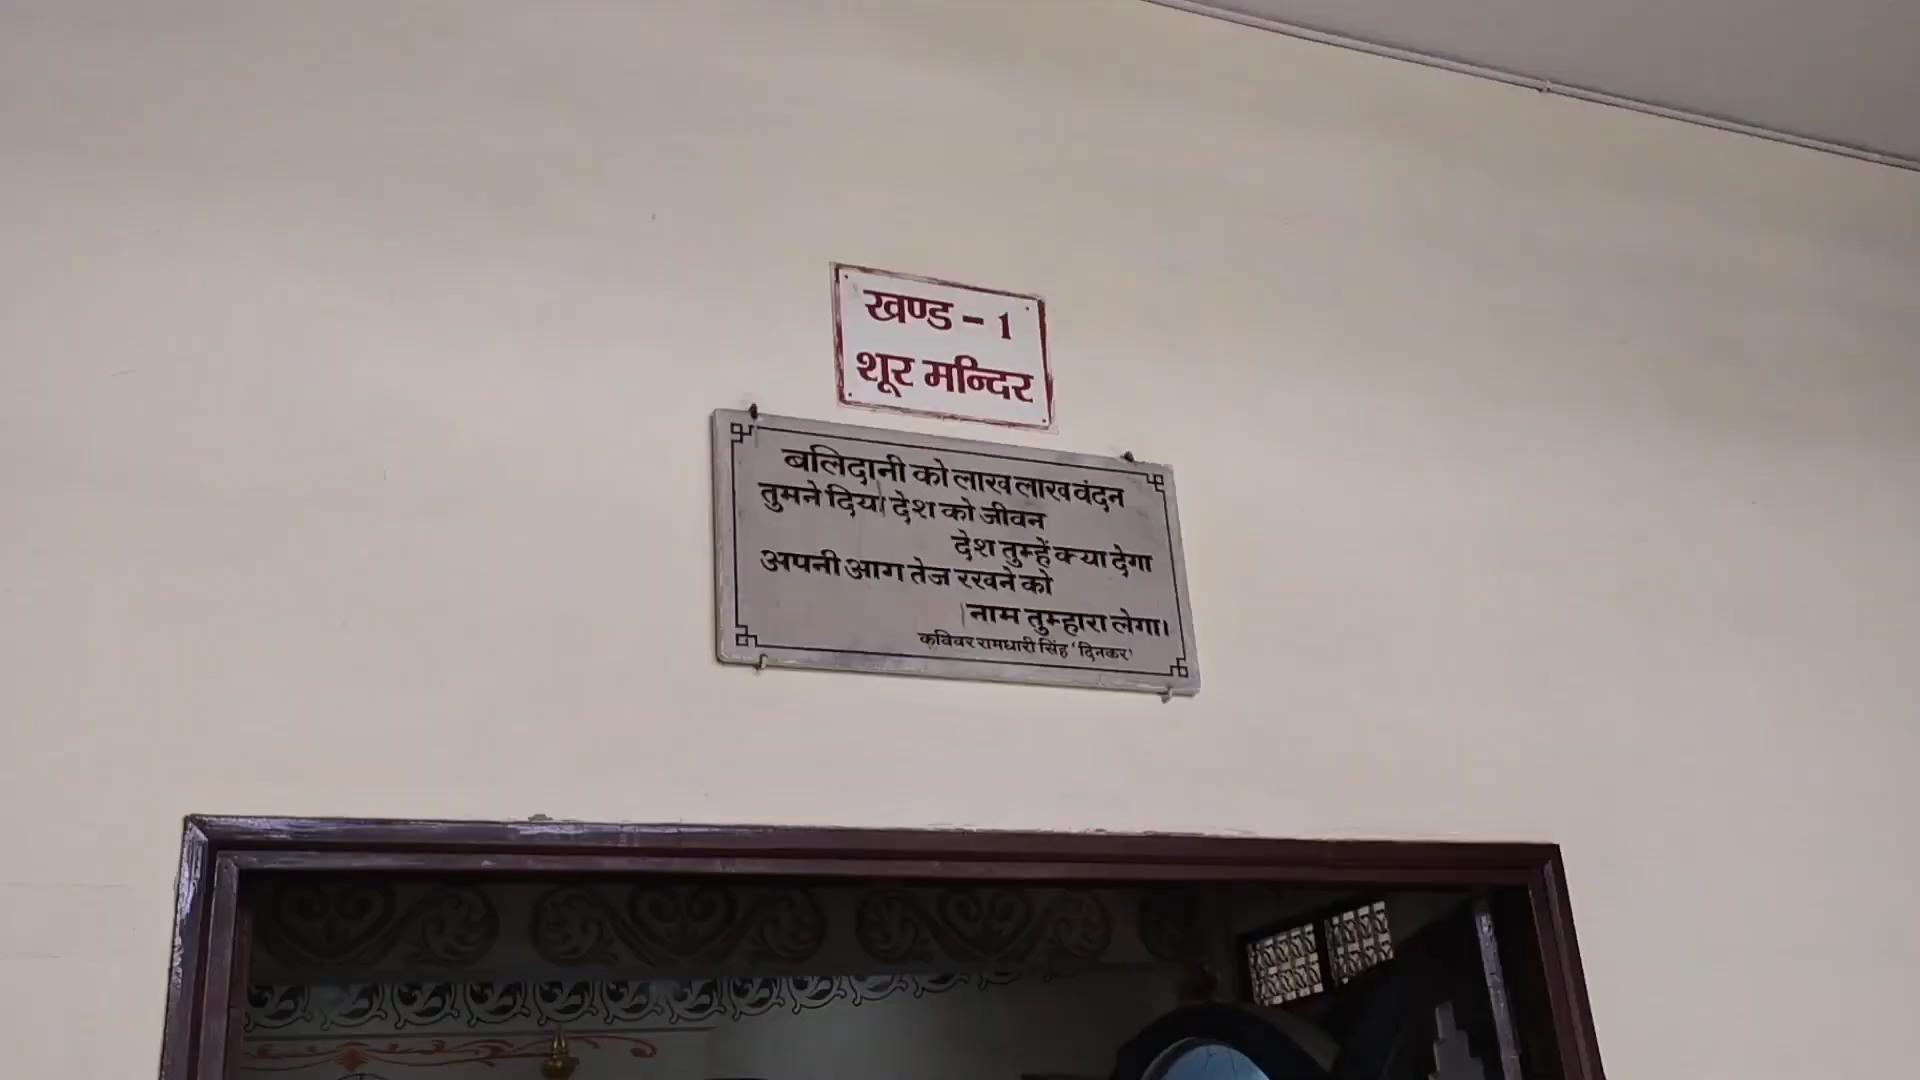 खण्ड - 1
शूर मन्दिर
बलिदानी को लाख लाख वंदन
तुमने दिया देश को जीवन
देश तुम्हें क्या देगा
अपनी आग तेज रखने को
नाम तुम्हारा लेगा।
कविवर रामधारी सिंह 'दिनकर'